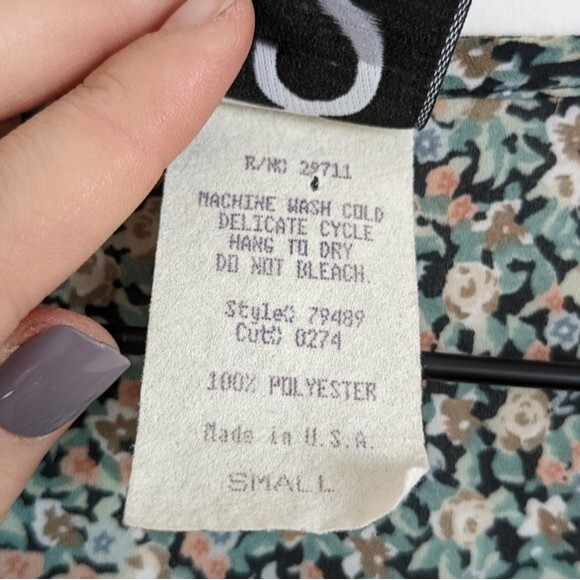 R/NO 29711
MACHINE WASH COLD
DELICATE CYCLE
HANG TO DRY
DO NOT BLEACH.
Style: 79489
Cut: 0274
100% POLYESTER
Made in U.S.A.
SMALL